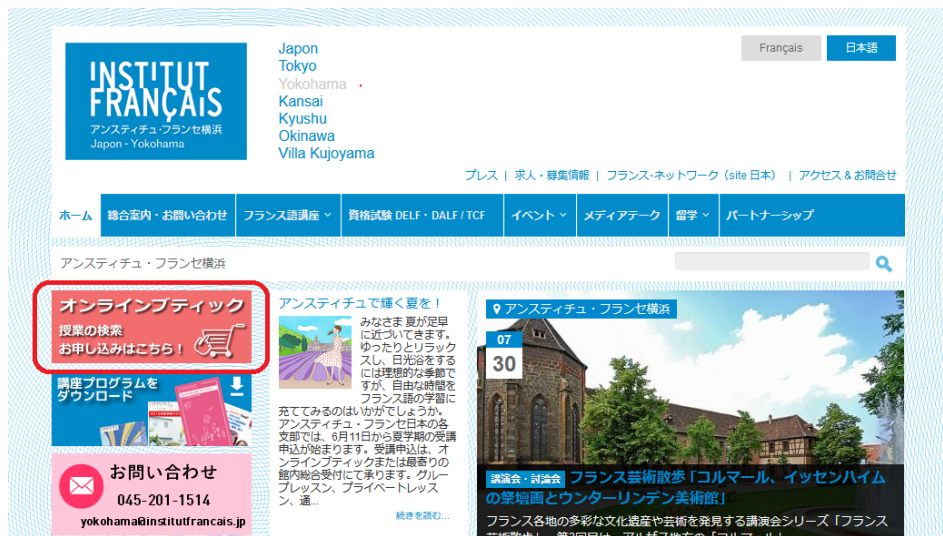 INSTITUT
FRANÇAIS
アンスティチュ・フランセ横浜
Japon - Yokohama
Japon
Tokyo
Yokohama
Kansai
Kyushu
Okinawa
Villa Kujoyama
Français
日本語
プレス | 求人・募集情報 | フランス・ネットワーク (site 日本) | アクセス & お問合せ
ホーム 総合案内・お問い合わせ フランス語講座 資格試験 DELF・DALF / TCF イベント メディアテーク 留学 パートナーシップ
アンスティチュ・フランセ横浜
オンラインブティック
授業の検索
お申し込みはこちら！
講座プログラムを
ダウンロード
お問い合わせ
045-201-1514
yokohama@institutfrancais.jp
アンスティチュで輝く夏を！
みなさま 夏が足早
に近づいてきます。
ゆったりとリラック
スし、日光浴をする
には理想的な季節で
すが、自由な時間を
フランス語の学習に
充ててみるのはいかがでしょうか。
アンスティチュ・フランセ日本の各
支部では、6月11日から夏学期の受講
申込が始まります。受講申込は、オ
ンラインブティックまたは最寄りの
館内総合受付にて承ります。グルー
プレッスン、プライベートレッス
ン、通...
続きを読む...
アンスティチュ・フランセ横浜
07
30
講演会・討論会 フランス芸術散歩「コルマール、イッセンハイム
の祭壇画とウンターリンデン美術館」
フランス各地の多彩な文化遺産や芸術を発見する講演会シリーズ「フランス